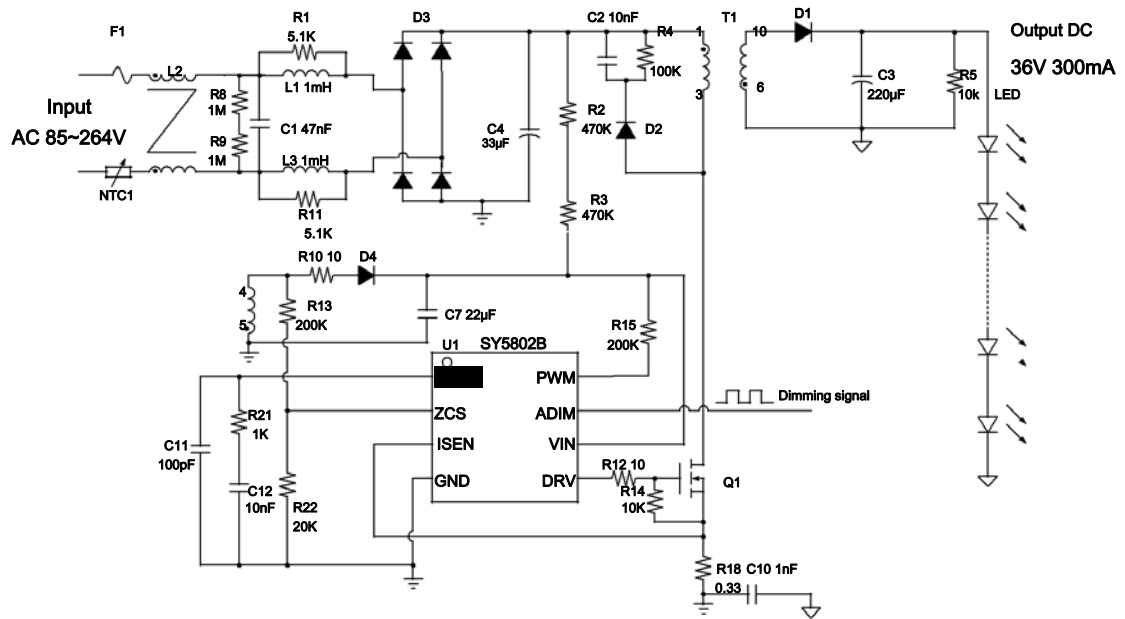 F1
R1
5.1K
D3
C2 10nF
R4
100K
T1
1
3
10
6
D1
Output DC
36V 300mA
L2
L1 1mH
Input
AC 85~264V
R8
1M
R9
1M
C1 47nF
L3 1mH
NTC1
R11
5.1K
C4
33µF
R2
470K
D2
R3
470K
C3
220µF
R5
10k
LED
R10 10
D4
4
5
R13
200K
C7 22µF
R15
200K
U1
SY5802B
PWM
ZCS
ADIM
ISEN
VIN
GND
DRV
Dimming signal
R21
1K
C11
100pF
C12
10nF
R22
20K
R12 10
R14
10K
Q1
R18
0.33
C10 1nF